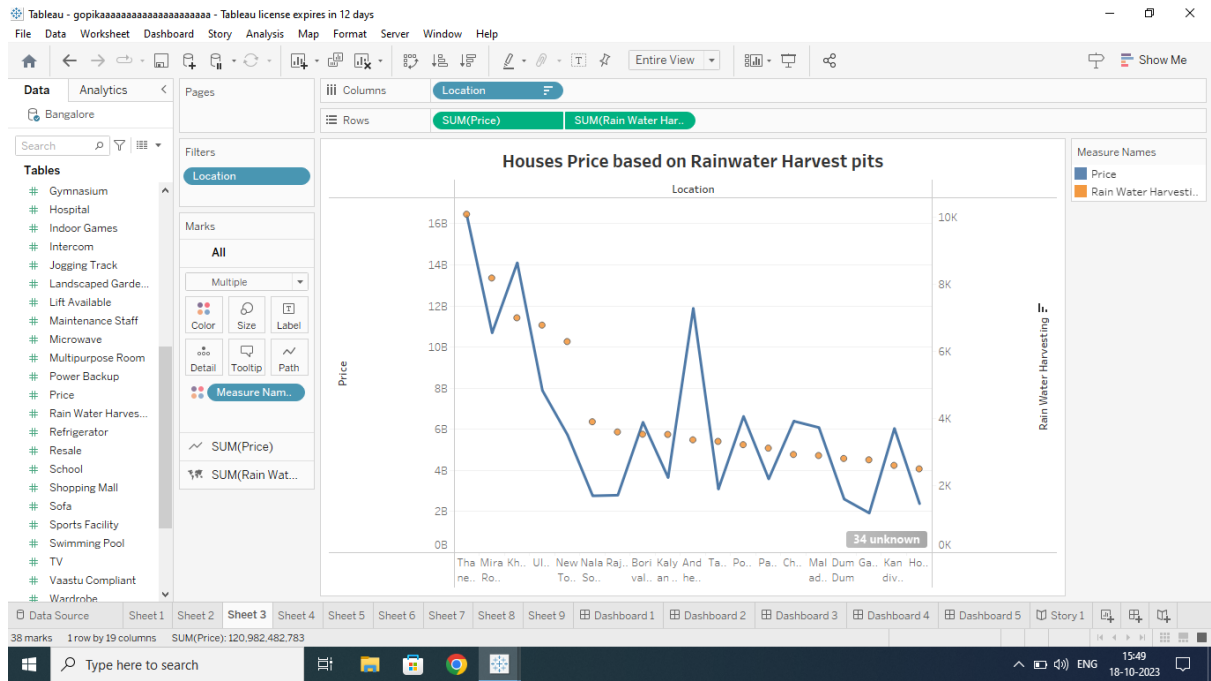 Tableau - gopikaaaaaaaaaaaaaaaaaaaaa - Tableau license expires in 12 days
File Data Worksheet Dashboard Story Analysis Map Format Server Window Help
Entire View
Show Me
Data Analytics
Bangalore
Search
Tables
Gymnasium
Hospital
Indoor Games
Intercom
Jogging Track
Landscaped Garde...
Lift Available
Maintenance Staff
Microwave
Multipurpose Room
Power Backup
Price
Rain Water Harves...
Refrigerator
Resale
School
Shopping Mall
Sofa
Sports Facility
Swimming Pool
TV
Vaastu Compliant
Wardrobe
Pages
Filters
Location
Marks
All
Multiple
Color Size Label
Detail Tooltip Path
Measure Nam..
SUM(Price)
SUM(Rain Wat...
Columns Location
Rows SUM(Price) SUM(Rain Water Har..
Houses Price based on Rainwater Harvest pits
Location
Price
16B
14B
12B
10B
8B
6B
4B
2B
0B
10K
8K
6K
4K
2K
0K
Rain Water Harvesting
34 unknown
Tha Mira Kh.. Ul.. New Nala Raj.. Bori Kaly And Ta.. Po.. Pa.. Ch.. Mal Dum Ga.. Kan Ho..
ne.. Ro.. To.. So.. val.. an .. he.. ad.. Dum div..
Measure Names
Price
Rain Water Harvesti..
Data Source Sheet 1 Sheet 2 Sheet 3 Sheet 4 Sheet 5 Sheet 6 Sheet 7 Sheet 8 Sheet 9 Dashboard 1 Dashboard 2 Dashboard 3 Dashboard 4 Dashboard 5 Story 1
38 marks 1 row by 19 columns SUM(Price): 120,982,482,783
Type here to search
ENG
15:49
18-10-2023